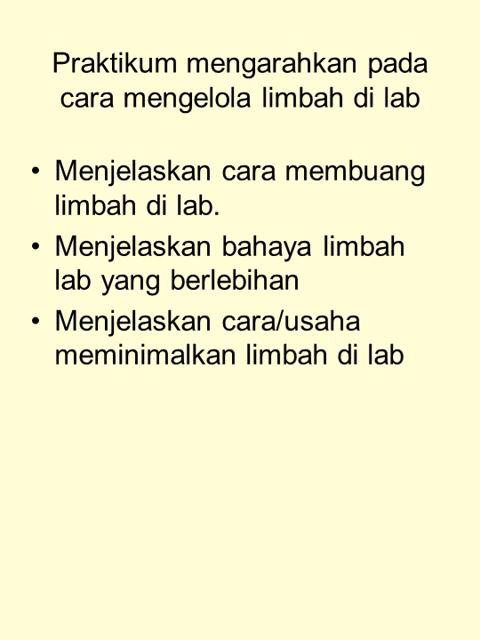 Praktikum mengarahkan pada
cara mengelola limbah di lab
• Menjelaskan cara membuang
limbah di lab.
• Menjelaskan bahaya limbah
lab yang berlebihan
• Menjelaskan cara/usaha
meminimalkan limbah di lab